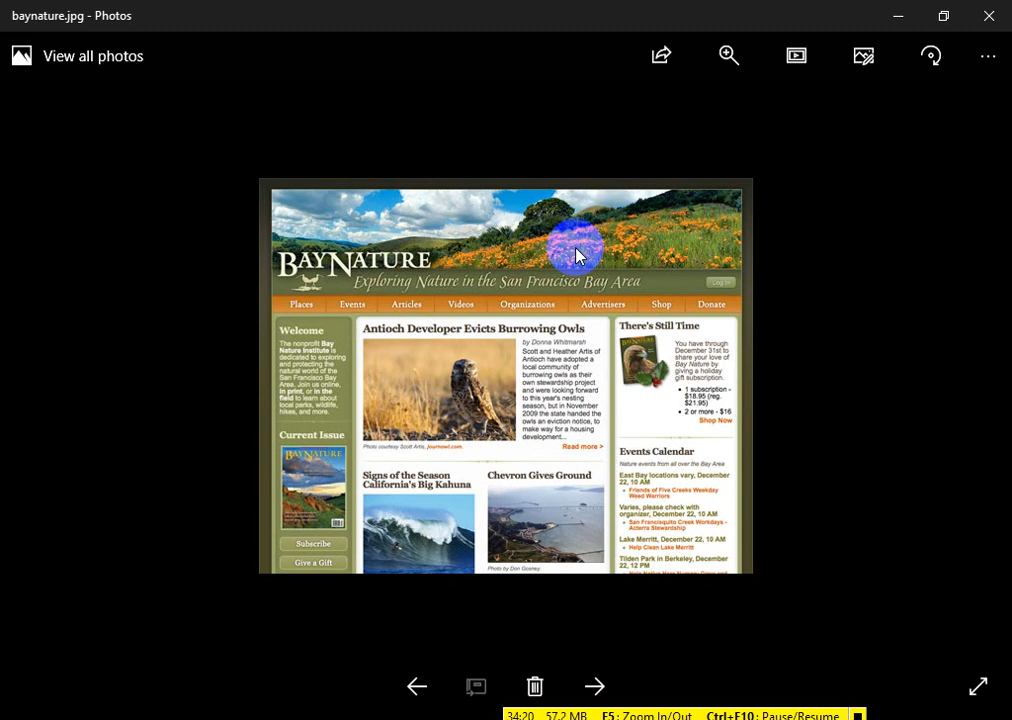 baynature.jpg - Photos
View all photos
BAYNATURE
Exploring Nature in the San Francisco Bay Area
Log In
Places Events Articles Videos Organizations Advertisers Shop Donate
Welcome
The nonprofit Bay
Nature Institute is
dedicated to exploring
and protecting the
natural world of the
San Francisco Bay
Area. Join us online,
in print, or in the
field to learn about
local parks, wildlife,
hikes, and more.
Current Issue
BAYNATURE
Subscribe
Give a Gift
Antioch Developer Evicts Burrowing Owls
by Donna Whitmarsh
Scott and Heather Artis of
Antioch have adopted a
local community of
burrowing owls as their
own stewardship project
and were looking forward
to this year's nesting
season, but in November
2009 the state handed the
owls an eviction notice, to
make way for a housing
development...
Read more >
Photo courtesy Scott Artis, journowl.com.
Signs of the Season
California's Big Kahuna
Chevron Gives Ground
Photo by Don Gosney
There's Still Time
You have through
December 31st to
share your love of
Bay Nature by
giving a holiday
gift subscription.
• 1 subscription -
$18.95 (reg.
$21.95)
• 2 or more - $16
Shop Now
Events Calendar
Nature events from all over the Bay Area
East Bay locations vary, December
22, 10 AM
• Friends of Five Creeks Weekday
Weed Warriors
Varies, please check with
organizer, December 22, 10 AM
• San Francisquito Creek Workdays -
Acterra Stewardship
Lake Merritt, December 22, 10 AM
• Help Clean Lake Merritt
Tilden Park in Berkeley, December
22, 12 PM
34:20 57.2 MB F5: Zoom In/Out Ctrl+F10: Pause/Resume